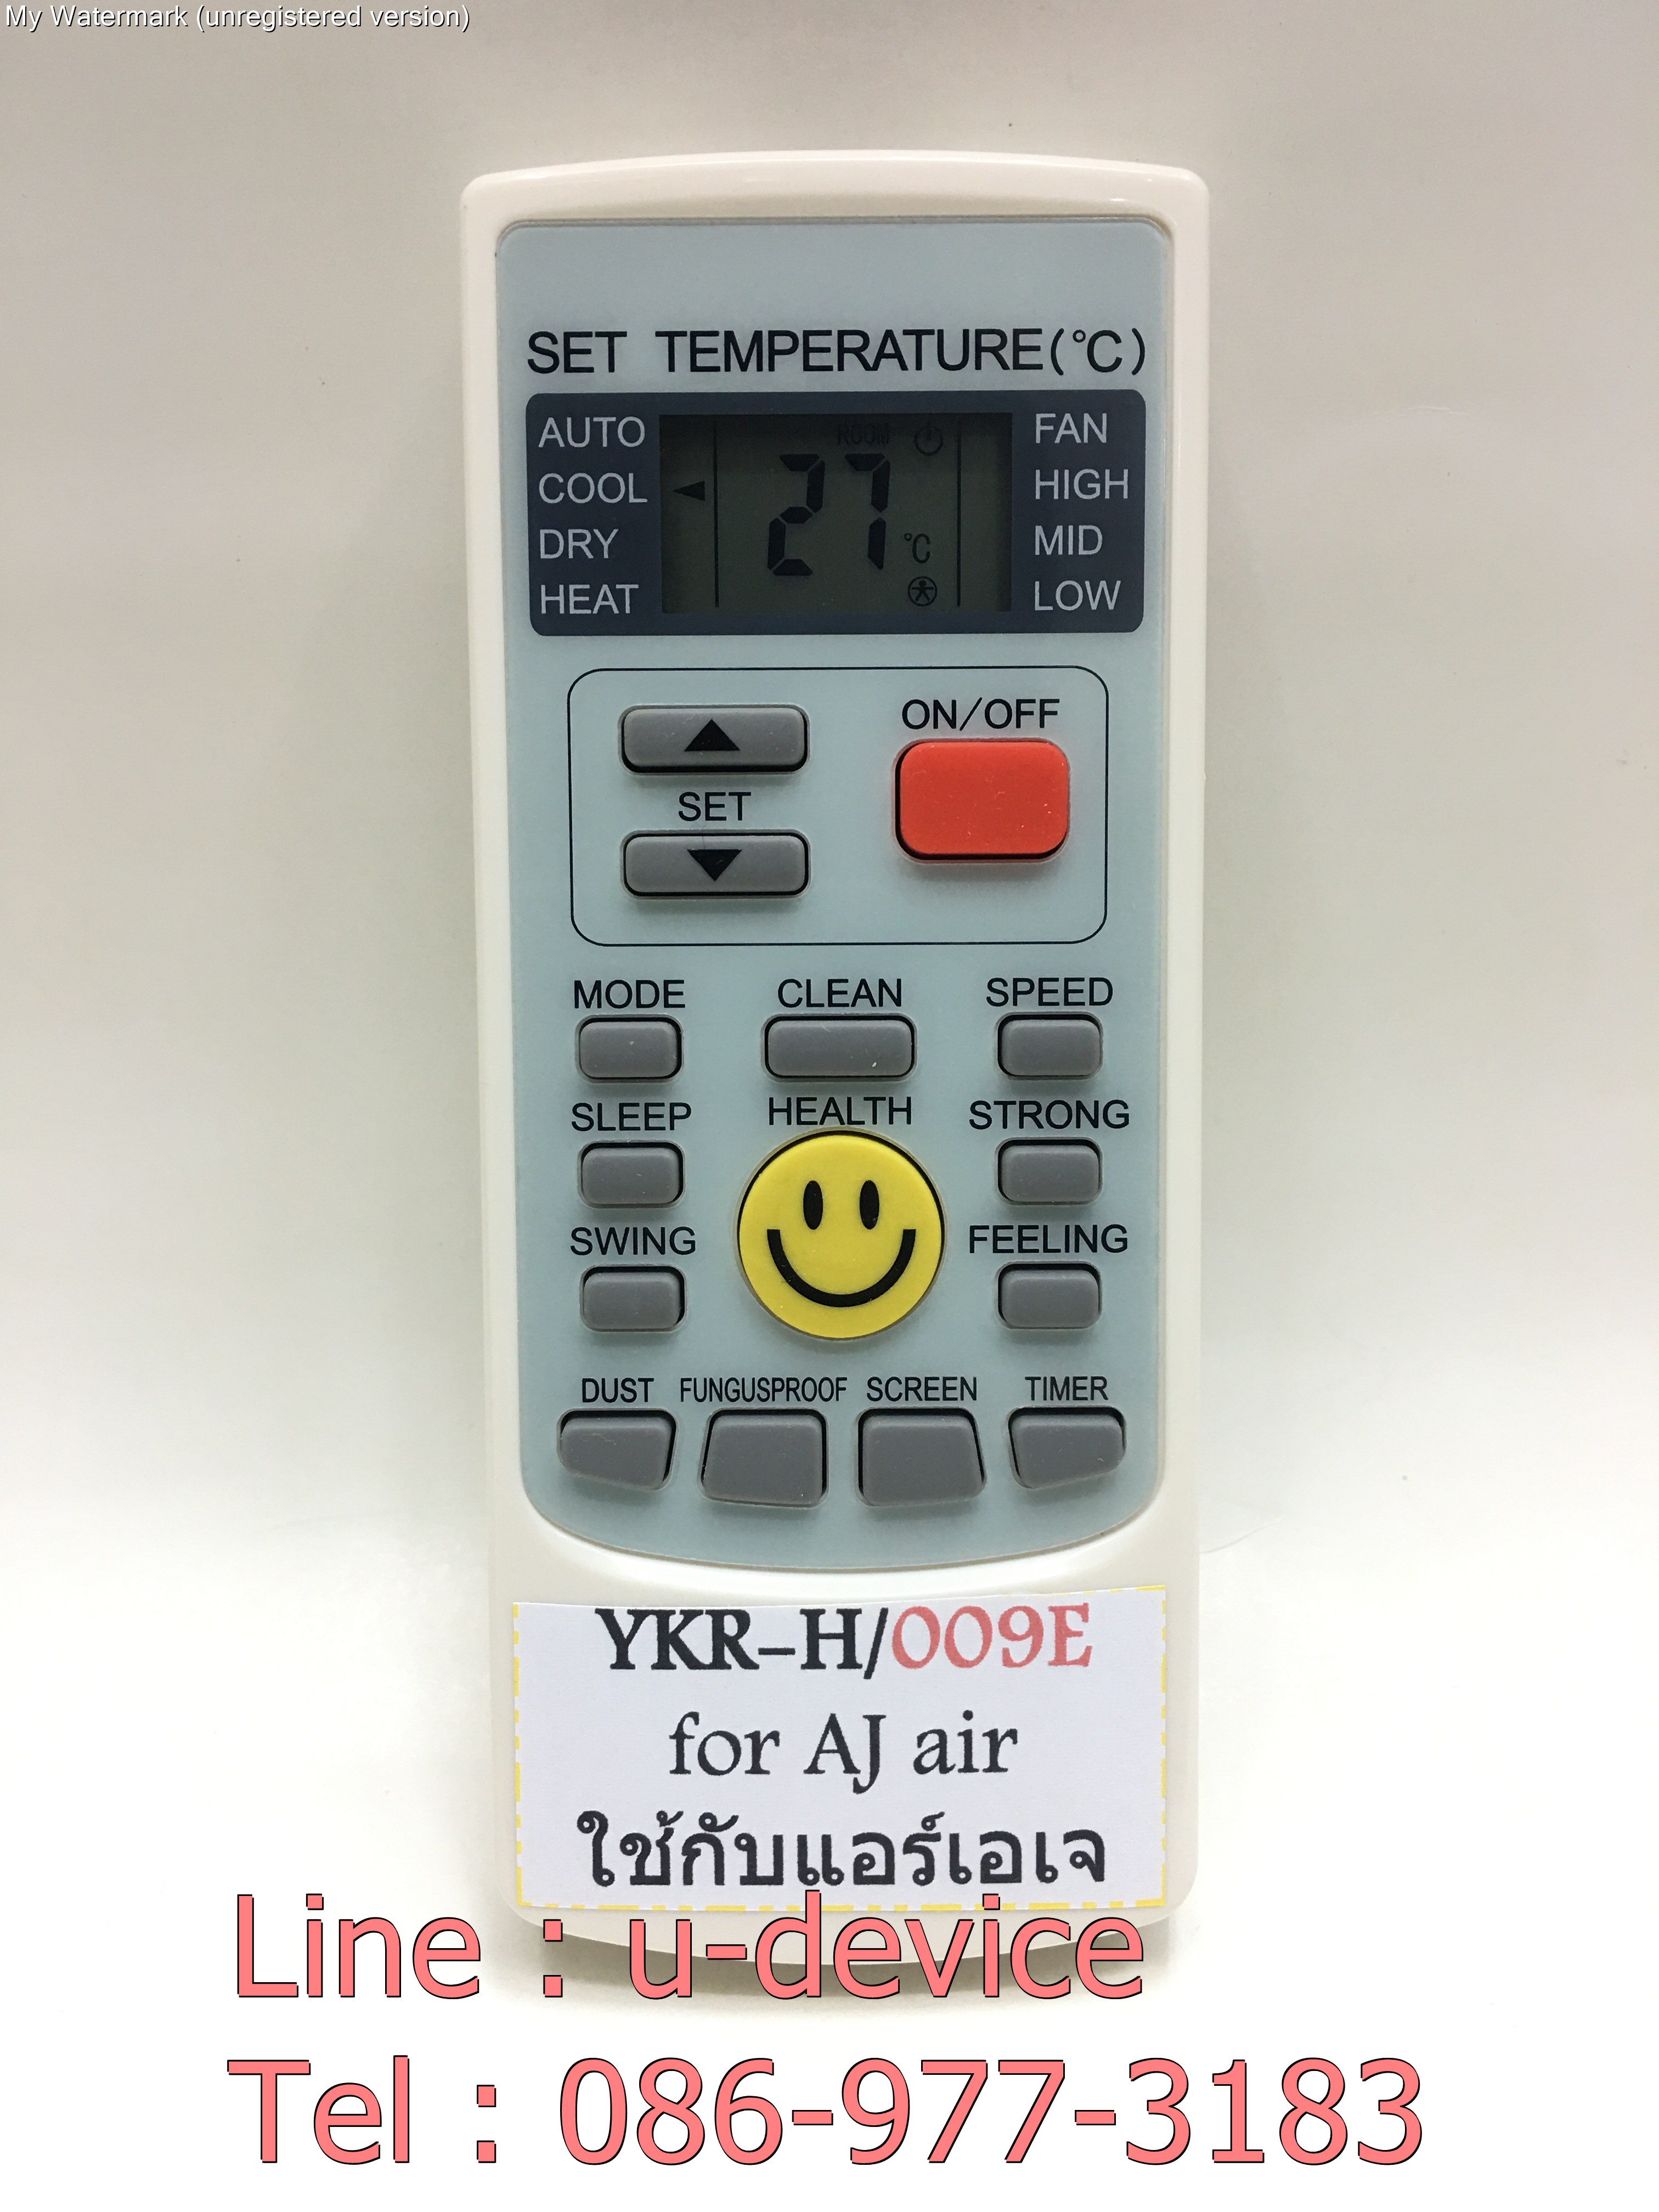 My Watermark (unregistered version)
SET TEMPERATURE(°C)
AUTO ROOM FAN
COOL 27 °C HIGH
DRY MID
HEAT LOW
ON/OFF
SET
MODE CLEAN SPEED
SLEEP HEALTH STRONG
SWING FEELING
DUST FUNGUSPROOF SCREEN TIMER
YKR-H/009E
for AJ air
ใช้กับแอร์เอเจ
Line : u-device
Tel : 086-977-3183